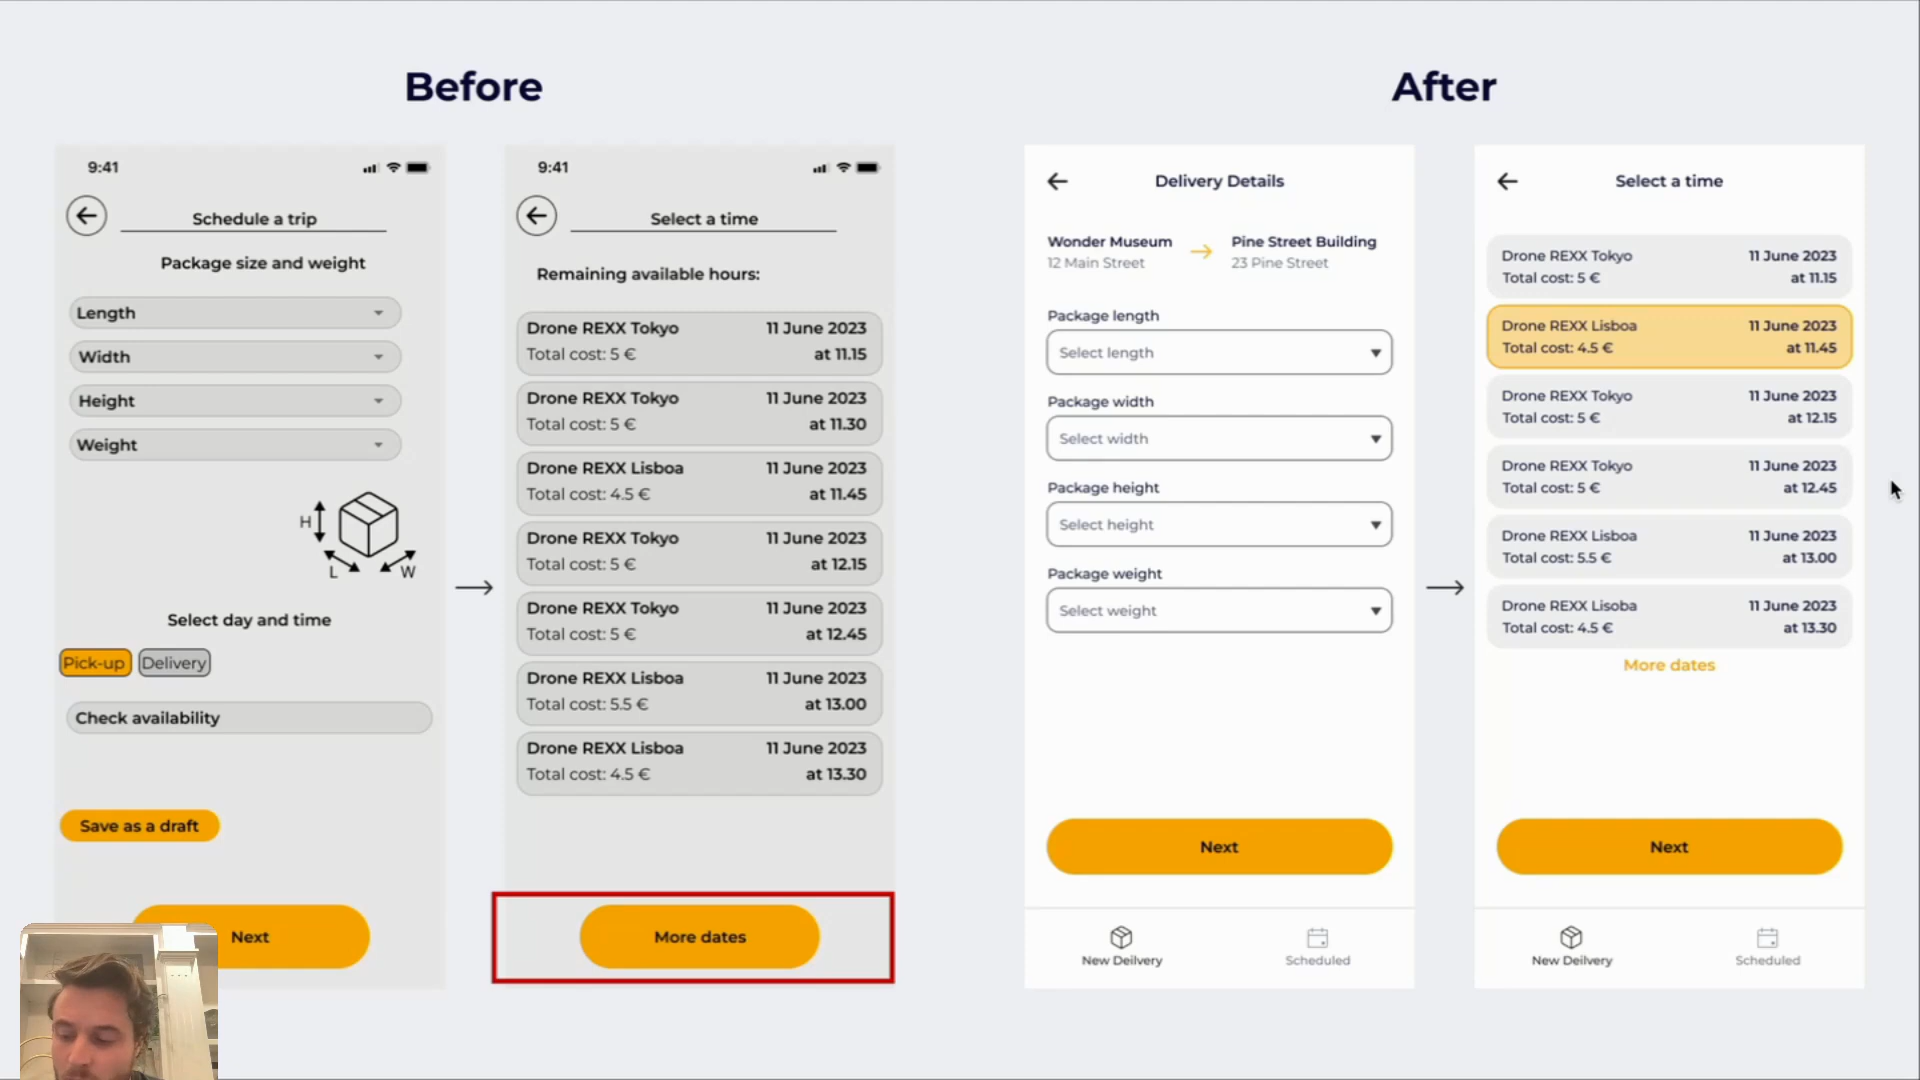 Before
After
9:41
Schedule a trip
Package size and weight
Length
Width
Height
Weight
H
L
W
Select day and time
Pick-up
Delivery
Check availability
Save as a draft
Next
9:41
Select a time
Remaining available hours:
Drone REXX Tokyo 11 June 2023
Total cost: 5 € at 11.15
Drone REXX Tokyo 11 June 2023
Total cost: 5 € at 11.30
Drone REXX Lisboa 11 June 2023
Total cost: 4.5 € at 11.45
Drone REXX Tokyo 11 June 2023
Total cost: 5 € at 12.15
Drone REXX Tokyo 11 June 2023
Total cost: 5 € at 12.45
Drone REXX Lisboa 11 June 2023
Total cost: 5.5 € at 13.00
Drone REXX Lisboa 11 June 2023
Total cost: 4.5 € at 13.30
More dates
Delivery Details
Wonder Museum Pine Street Building
12 Main Street 23 Pine Street
Package length
Select length
Package width
Select width
Package height
Select height
Package weight
Select weight
Next
New Delivery Scheduled
Select a time
Drone REXX Tokyo 11 June 2023
Total cost: 5 € at 11.15
Drone REXX Lisboa 11 June 2023
Total cost: 4.5 € at 11.45
Drone REXX Tokyo 11 June 2023
Total cost: 5 € at 12.15
Drone REXX Tokyo 11 June 2023
Total cost: 5 € at 12.45
Drone REXX Lisboa 11 June 2023
Total cost: 5.5 € at 13.00
Drone REXX Lisoba 11 June 2023
Total cost: 4.5 € at 13.30
More dates
Next
New Delivery Scheduled